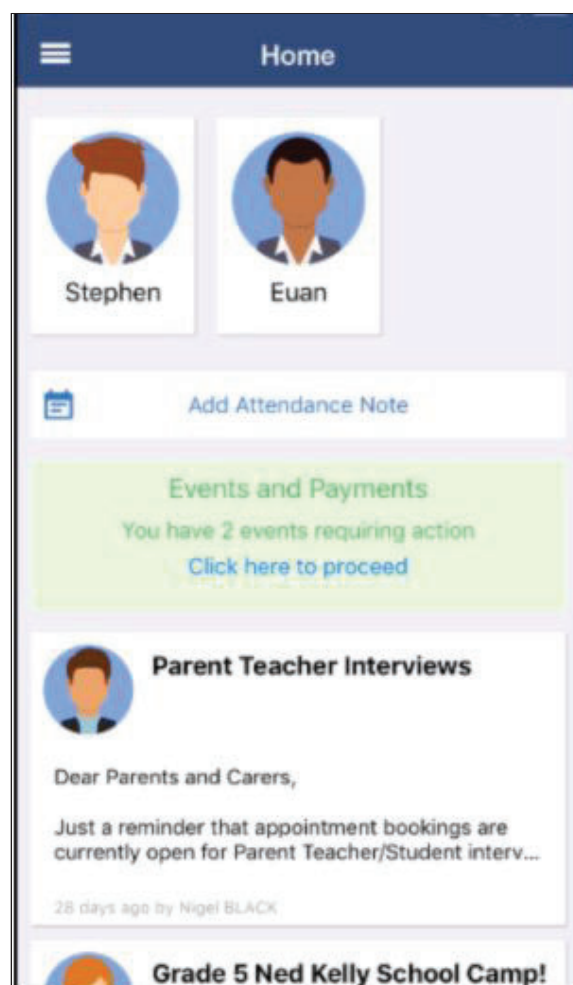 Home
Stephen
Euan
Add Attendance Note
Events and Payments
You have 2 events requiring action
Click here to proceed
Parent Teacher Interviews
Dear Parents and Carers,
Just a reminder that appointment bookings are
currently open for Parent Teacher/Student interv...
28 days ago by Nigel BLACK
Grade 5 Ned Kelly School Camp!